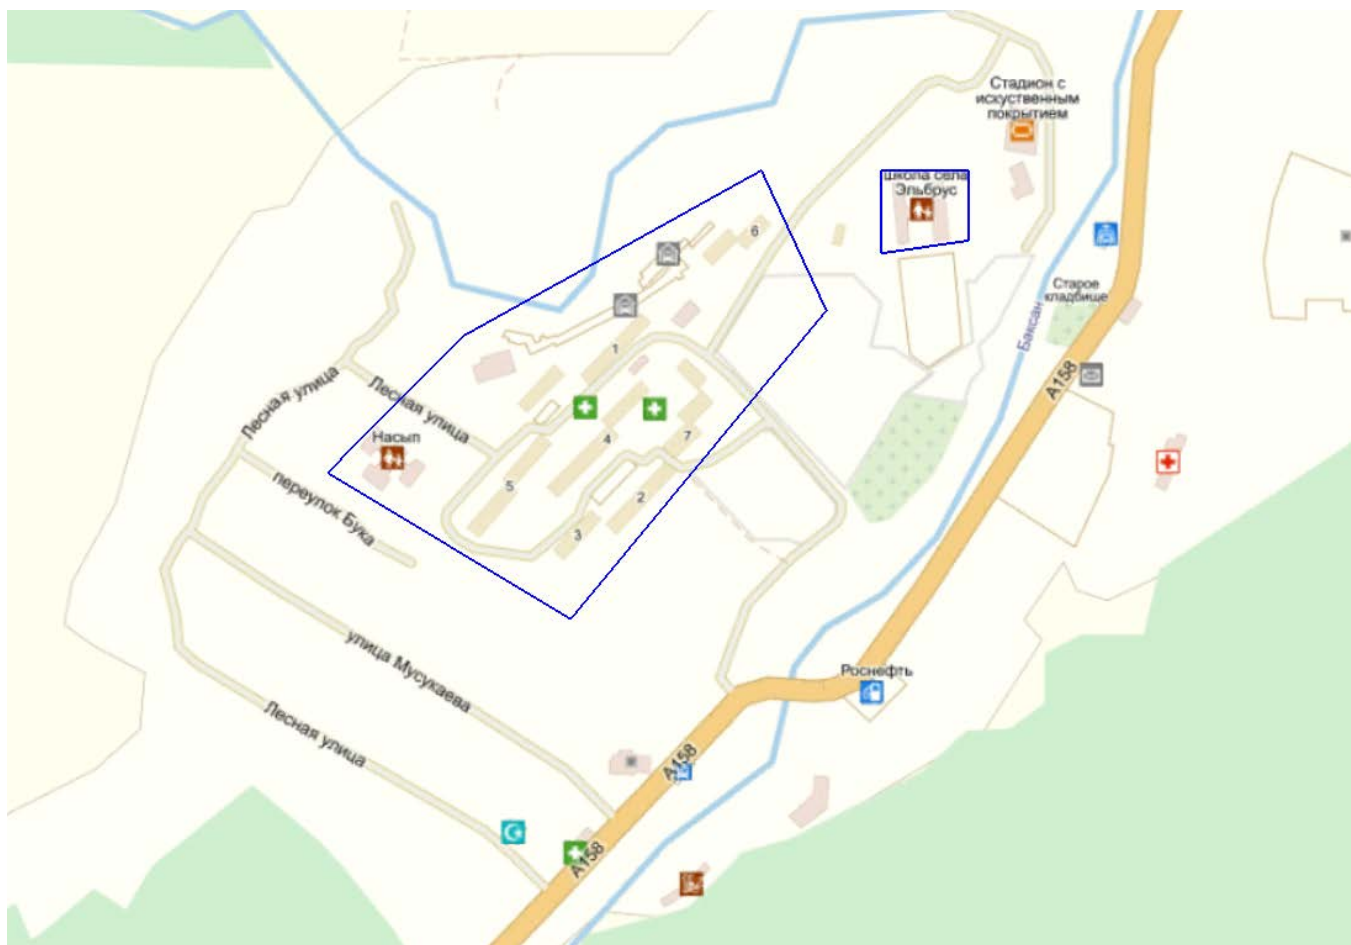 Стадион с
искуственным
покрытием
школа села
Эльбрус
6
Старое
кладбище
Баксан
1
А158
Лесная улица
Лесная улица
Насып
4
7
5
2
переулок Бука
3
улица Мусукаева
Роснефть
Лесная улица
А158
А158